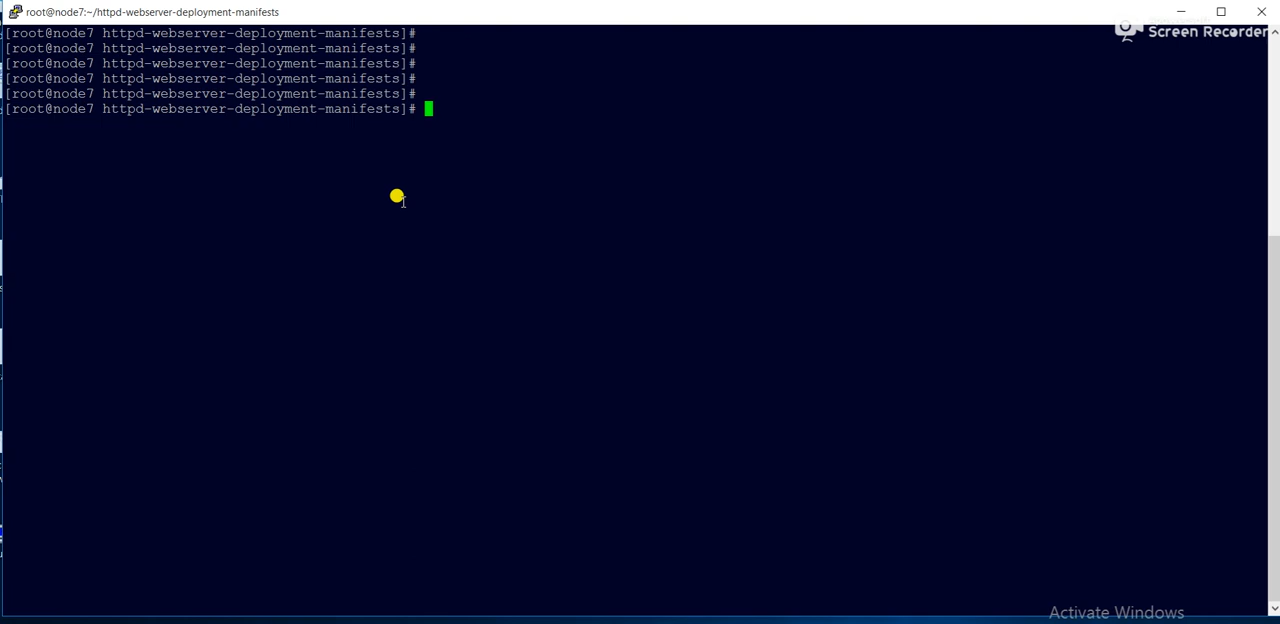 root@node7:~/httpd-webserver-deployment-manifests
[root@node7 httpd-webserver-deployment-manifests]#
Screen Recorder
[root@node7 httpd-webserver-deployment-manifests]#
[root@node7 httpd-webserver-deployment-manifests]#
[root@node7 httpd-webserver-deployment-manifests]#
[root@node7 httpd-webserver-deployment-manifests]#
[root@node7 httpd-webserver-deployment-manifests]#
Activate Windows